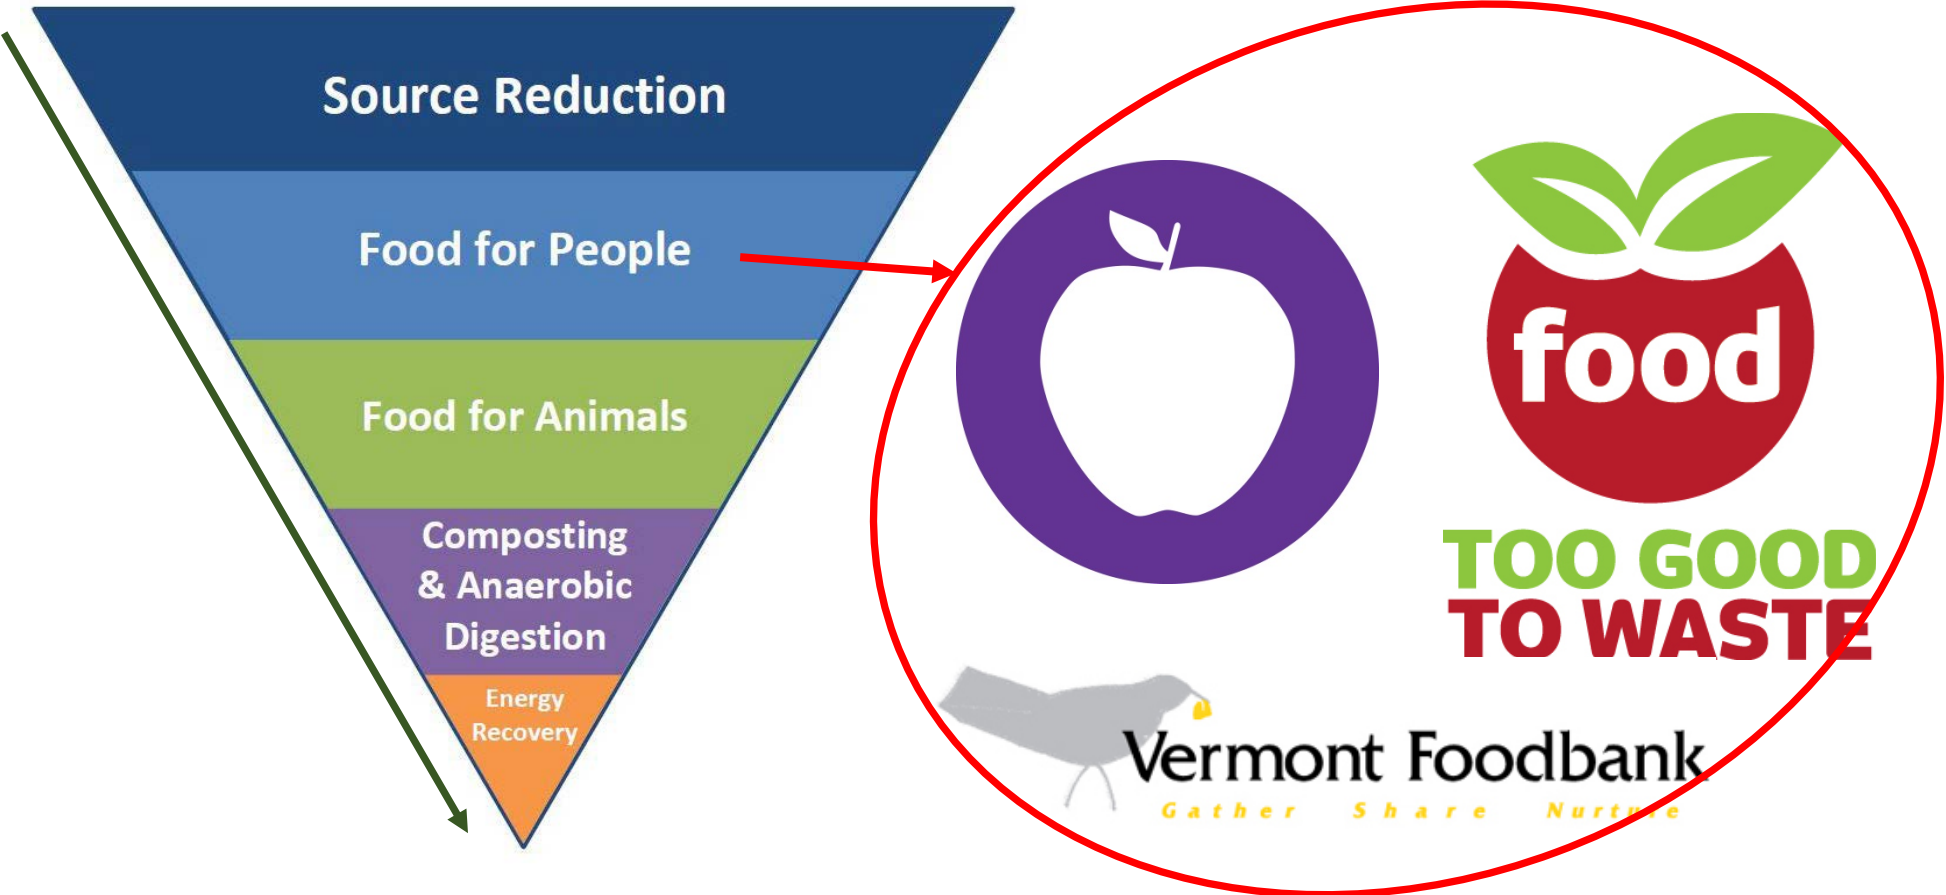 Source Reduction
Food for People
Food for Animals
Composting
& Anaerobic
Digestion
Energy
Recovery
food
TOO GOOD
TO WASTE
Vermont Foodbank
Gather Share Nurture